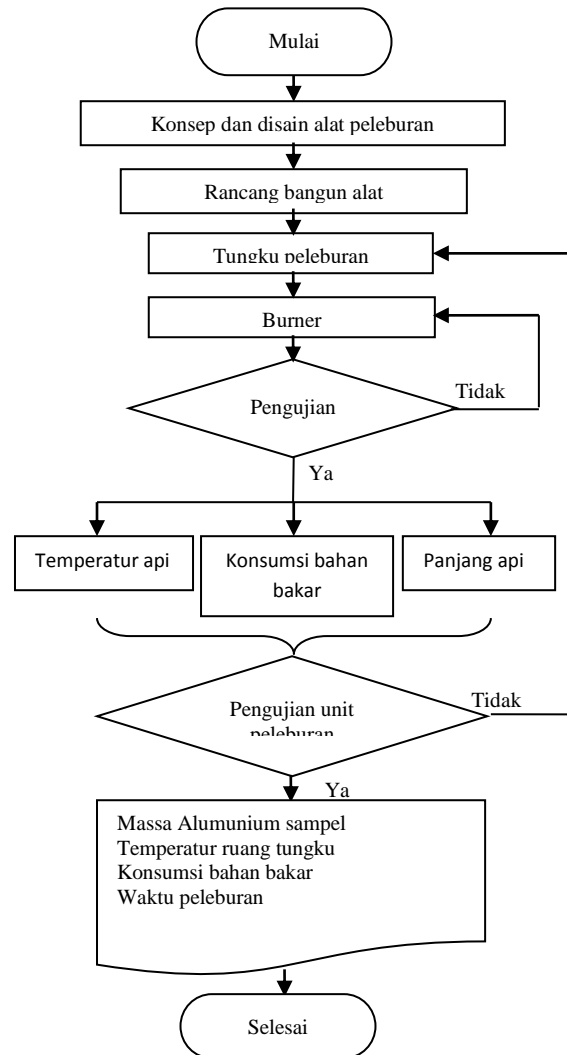 Mulai
Konsep dan disain alat peleburan
Rancang bangun alat
Tungku peleburan
Burner
Pengujian
Tidak
Ya
Temperatur api
Konsumsi bahan
bakar
Panjang api
Pengujian unit
peleburan
Tidak
Ya
Massa Alumunium sampel
Temperatur ruang tungku
Konsumsi bahan bakar
Waktu peleburan
Selesai